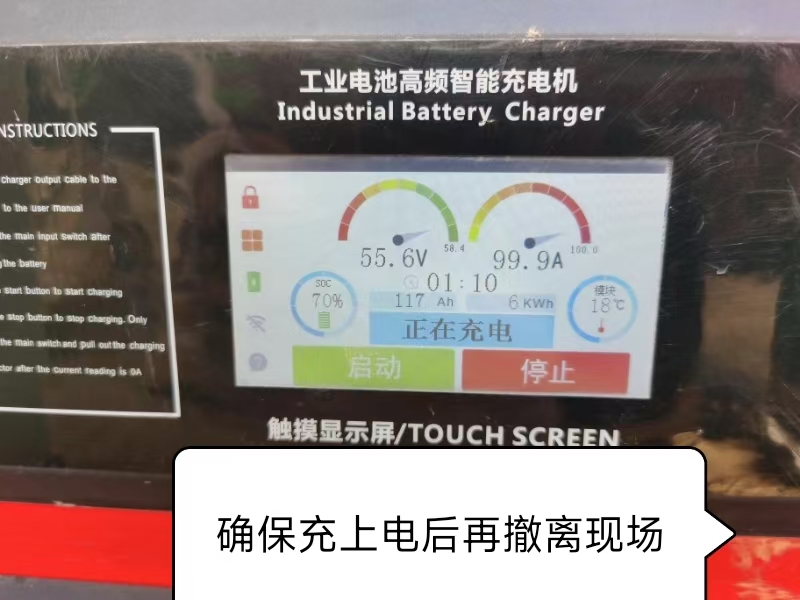 工业电池高频智能充电机
Industrial Battery Charger
INSTRUCTIONS
charger output cable to the
to the user manual
the main input switch after
the battery
start button to start charging
stop button to stop charging. Only
the main switch and pull out the charging
after the current reading is 0A
58.4
100.0
55.6V
99.9A
01:10
SOC
70%
117 Ah
6 KWh
模块
18℃
正在充电
启动
停止
触摸显示屏/TOUCH SCREEN
确保充上电后再撤离现场